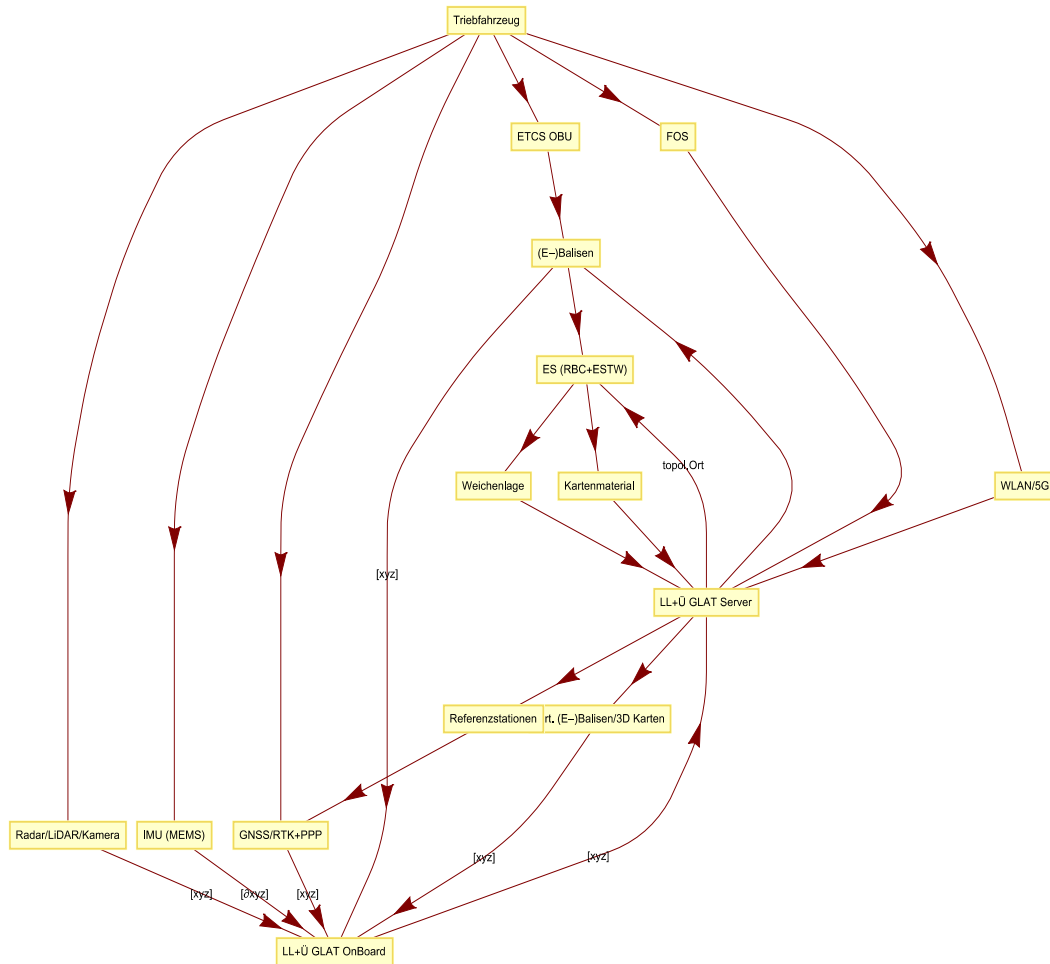 Triebfahrzeug
ETCS OBU
FOS
(E–)Balisen
ES (RBC+ESTW)
topol.Ort
Weichenlage
Kartenmaterial
WLAN/5G
[xyz]
LL+Ü GLAT Server
Referenzstationen
rt. (E–)Balisen/3D Karten
Radar/LiDAR/Kamera
IMU (MEMS)
GNSS/RTK+PPP
[xyz]
[xyz]
[xyz]
[∂xyz]
[xyz]
LL+Ü GLAT OnBoard